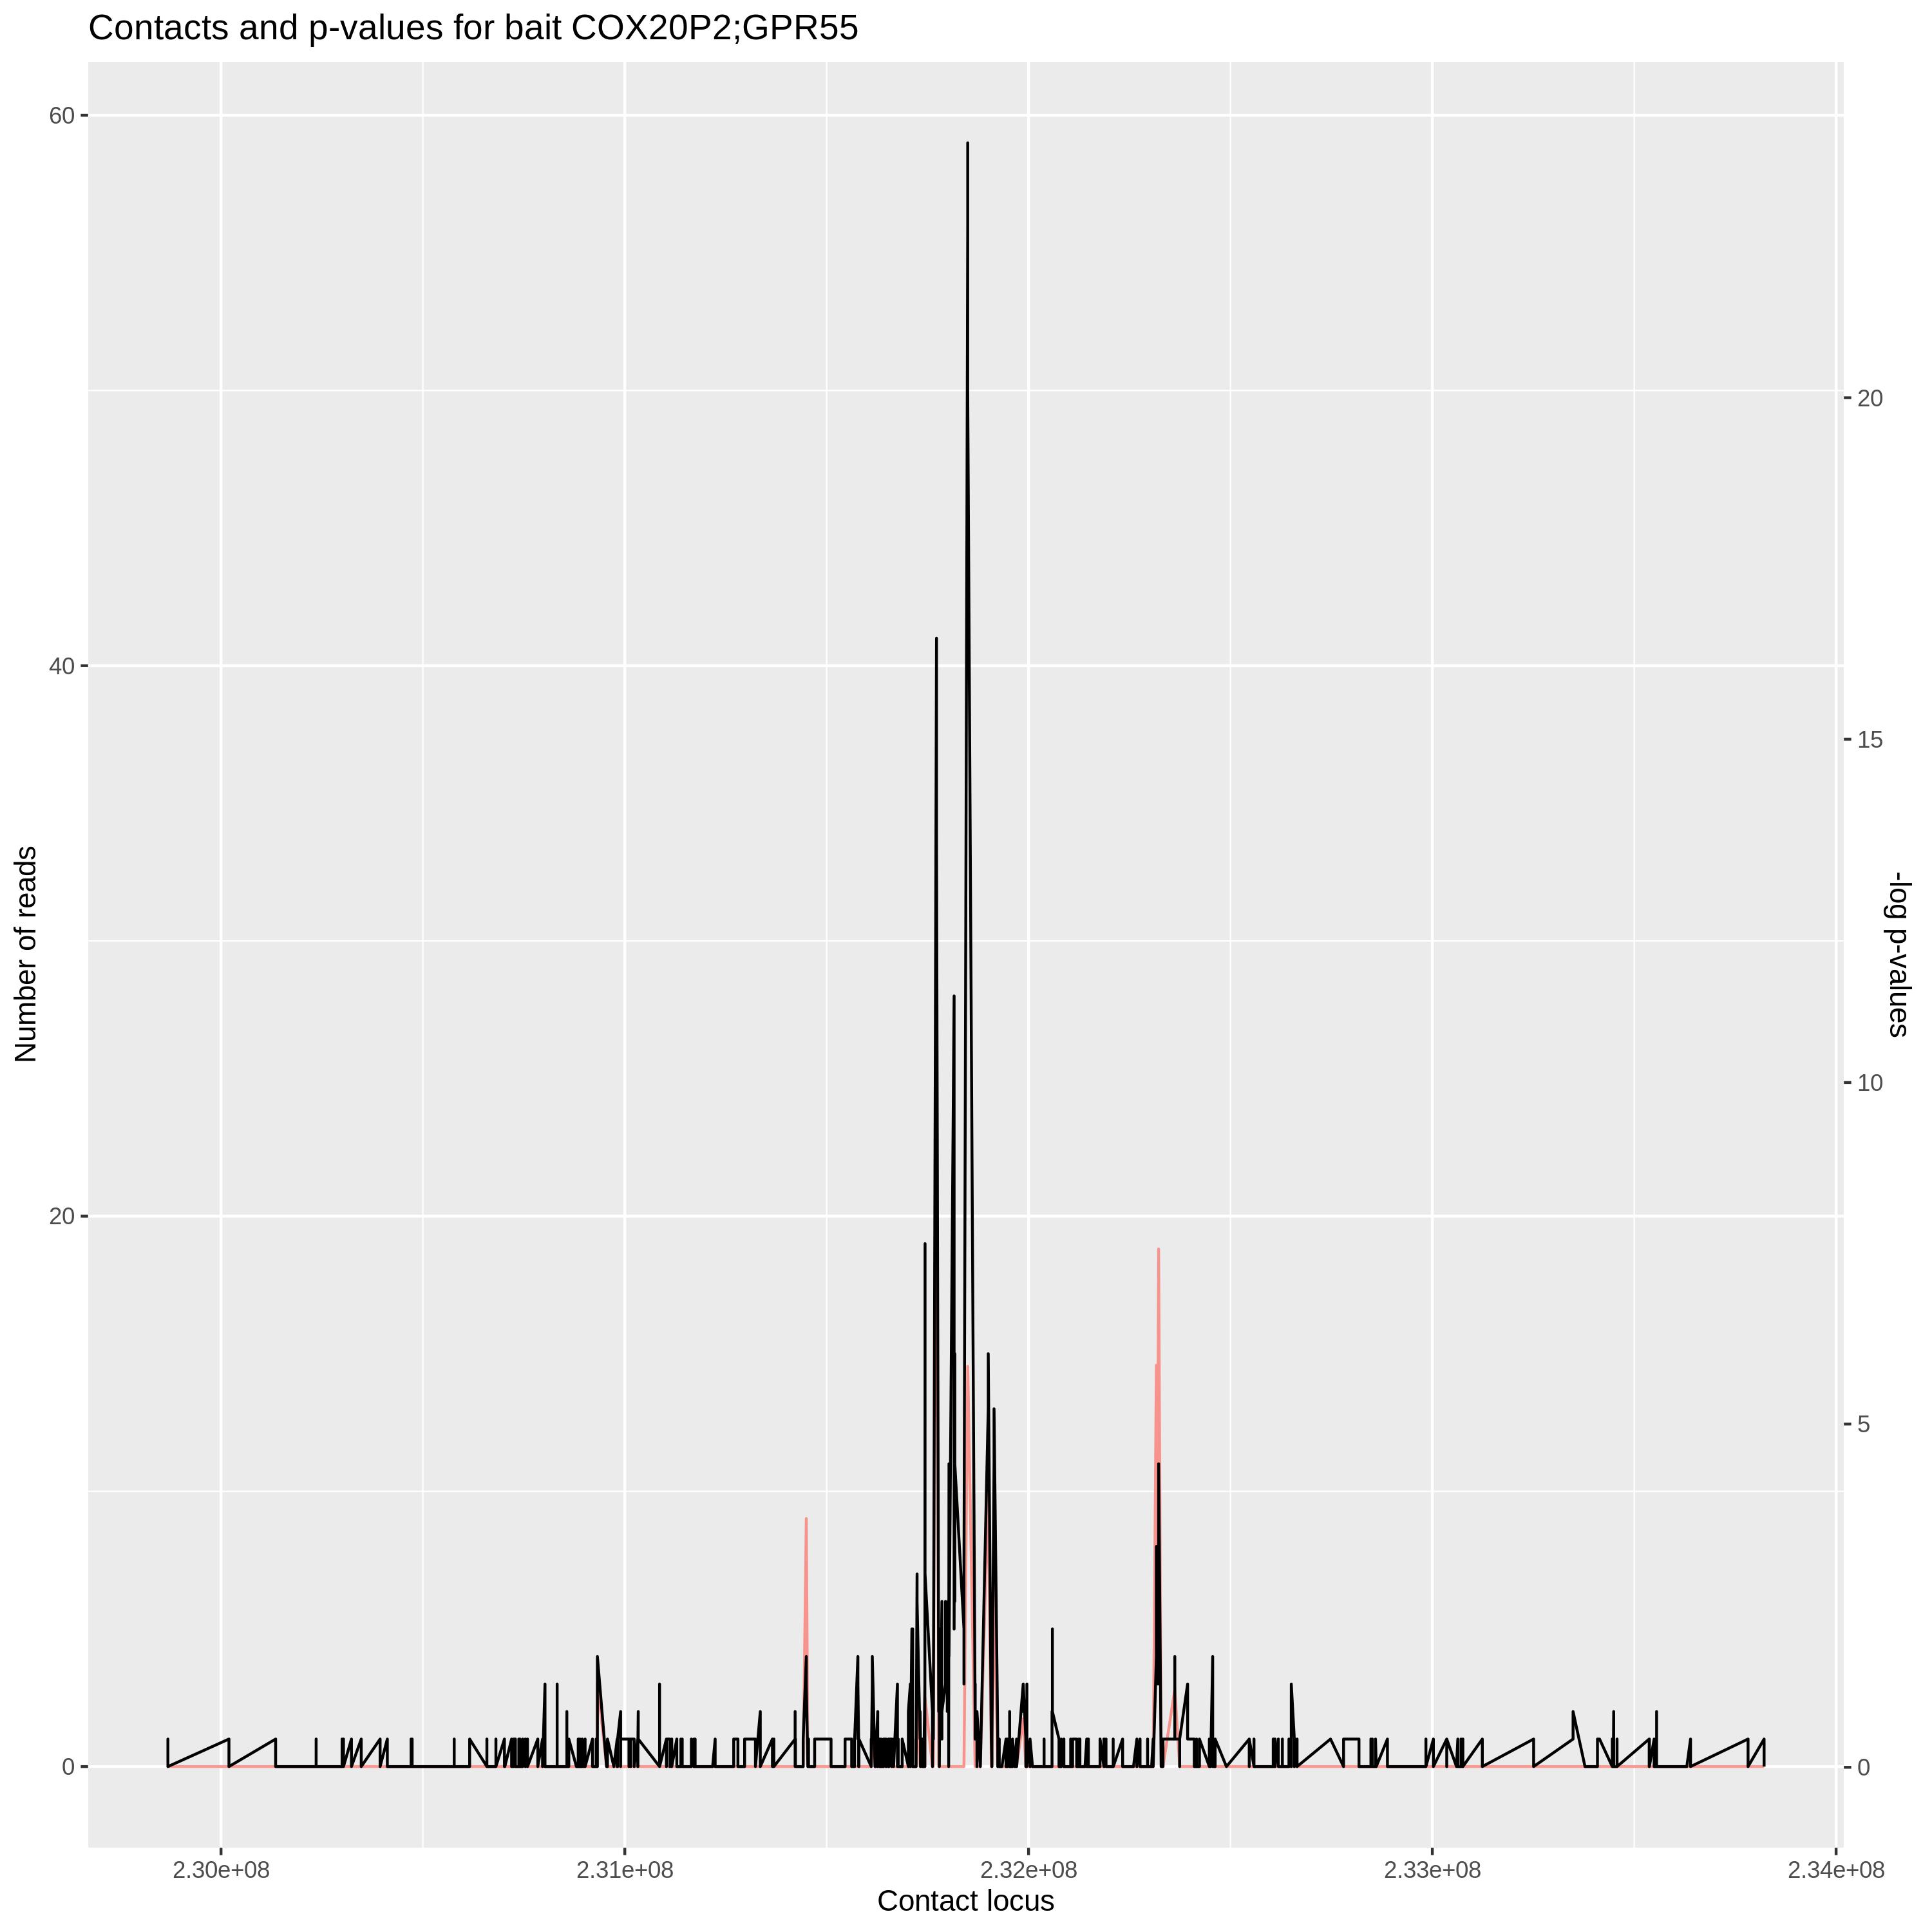 Contacts and p-values for bait COX20P2;GPR55
60
40
20
0
Number of reads
20
15
10
5
0
-log p-values
2.30e+08 2.31e+08 2.32e+08 2.33e+08 2.34e+08
Contact locus